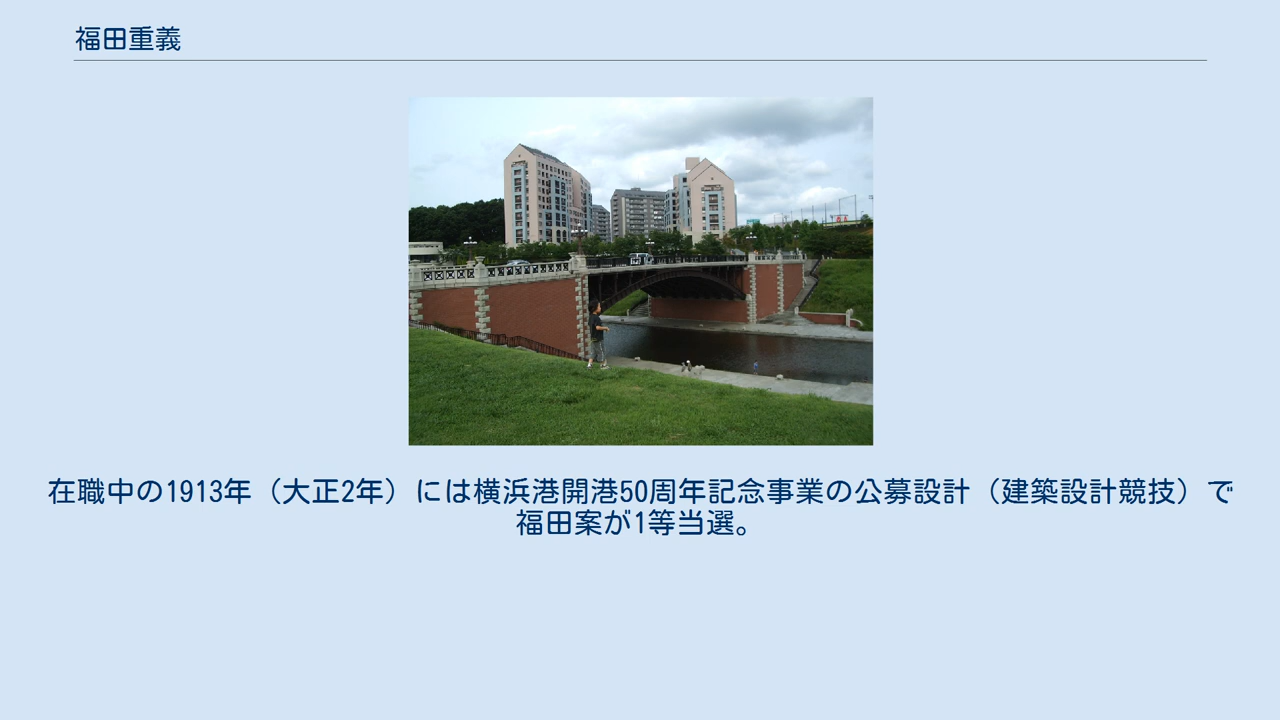 福田重義
在職中の1913年（大正2年）には横浜港開港50周年記念事業の公募設計（建築設計競技）で
福田案が1等当選。